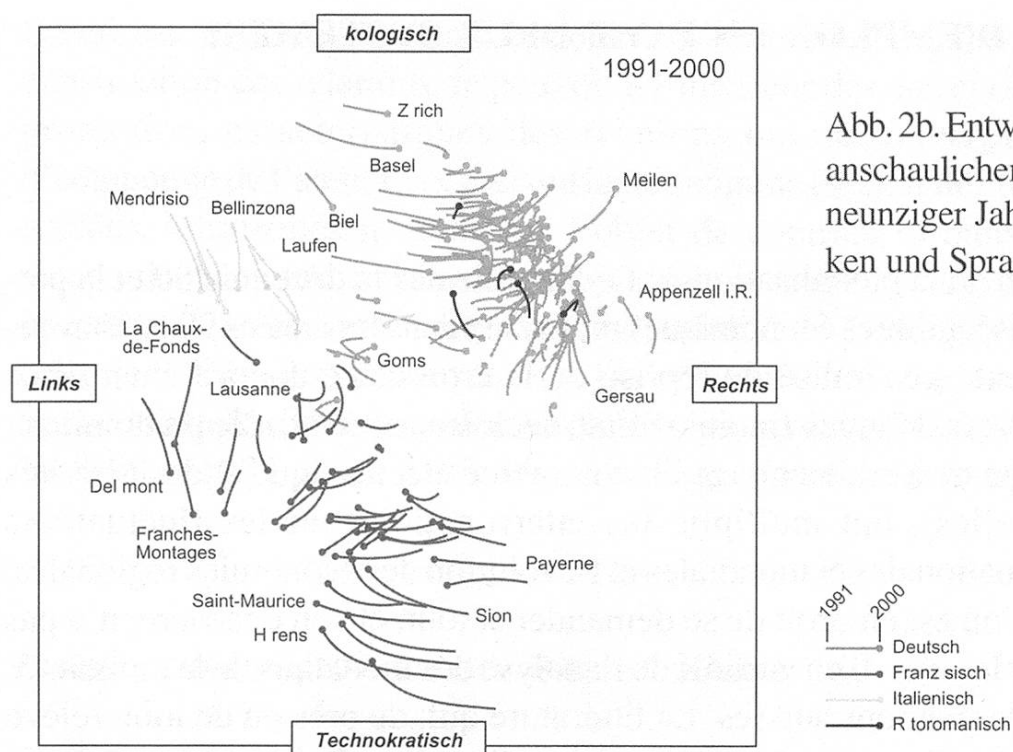 kologisch
1991-2000
Z rich
Basel
Meilen
Mendrisio
Bellinzona
Biel
Laufen
Appenzell i.R.
La Chaux-
de-Fonds
Goms
Links
Lausanne
Rechts
Gersau
Del mont
Franches-
Montages
Payerne
Saint-Maurice
Sion
H rens
Technokratisch
1991
2000
Deutsch
Franz sisch
Italienisch
R toromanisch
Abb. 2b. Entw
anschaulicher
neunziger Jah
ken und Spra